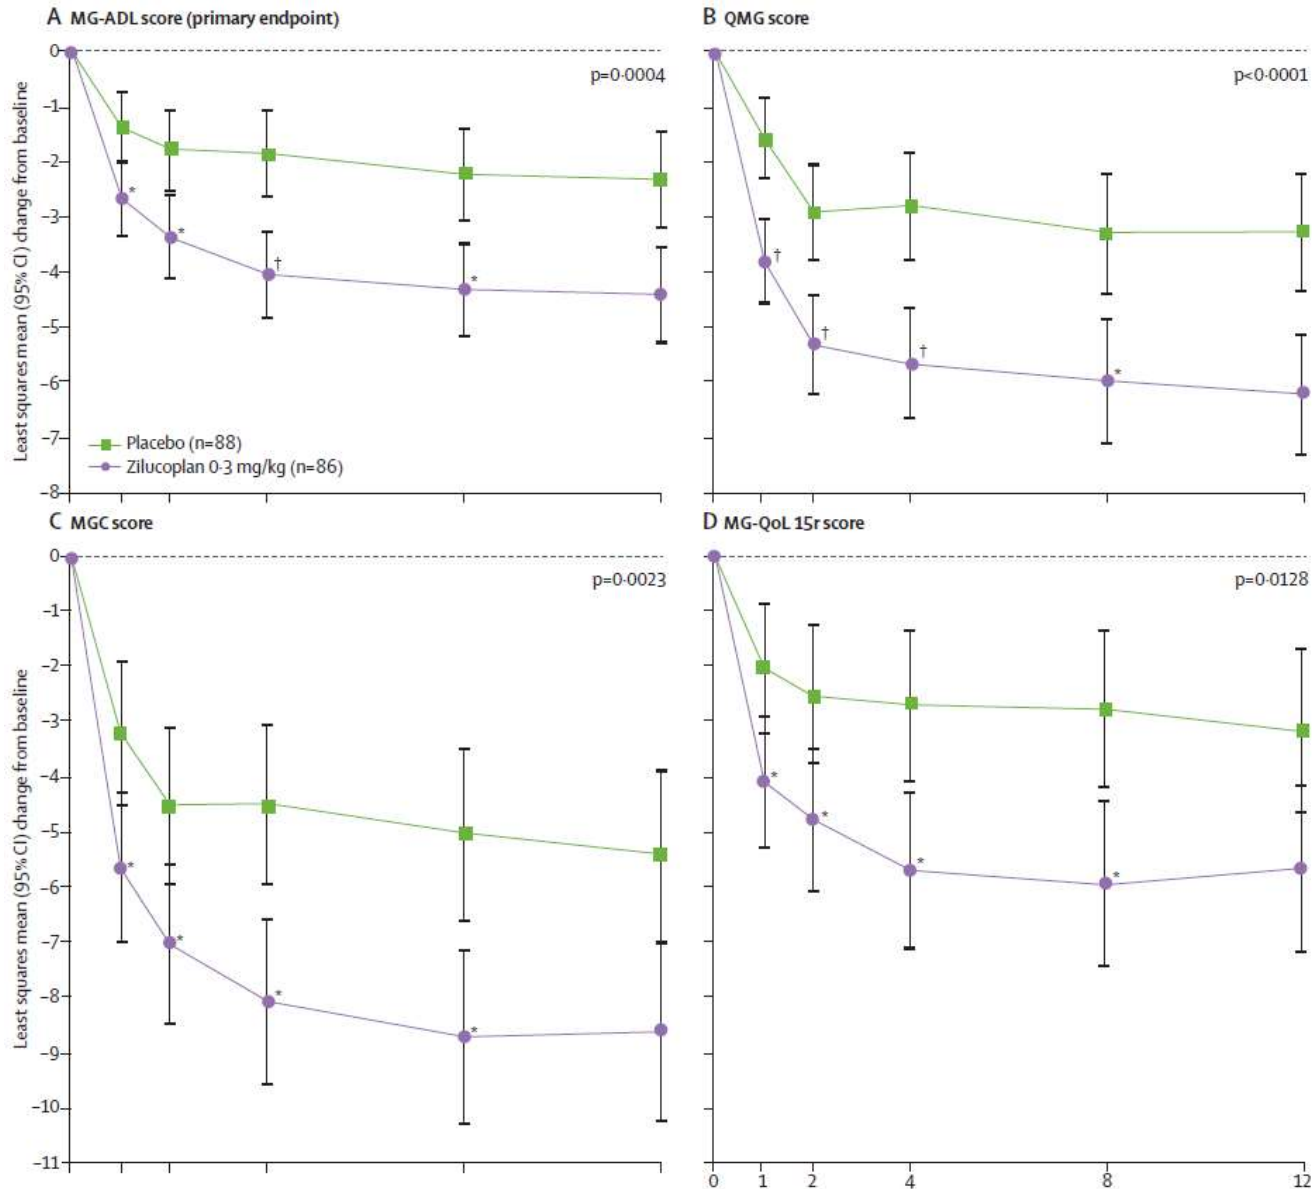 A MG-ADL score (primary endpoint)
p=0·0004
0
–1
–2
–3
–4
–5
–6
–7
–8
Least squares mean (95% CI) change from baseline
*
*
†
*
Placebo (n=88)
Zilucoplan 0·3 mg/kg (n=86)
B QMG score
p<0·0001
†
†
†
*
C MGC score
p=0·0023
0
–1
–2
–3
–4
–5
–6
–7
–8
–9
–10
–11
Least squares mean (95% CI) change from baseline
*
*
*
*
D MG-QoL 15r score
p=0·0128
*
*
*
*
0 1 2 4 8 12